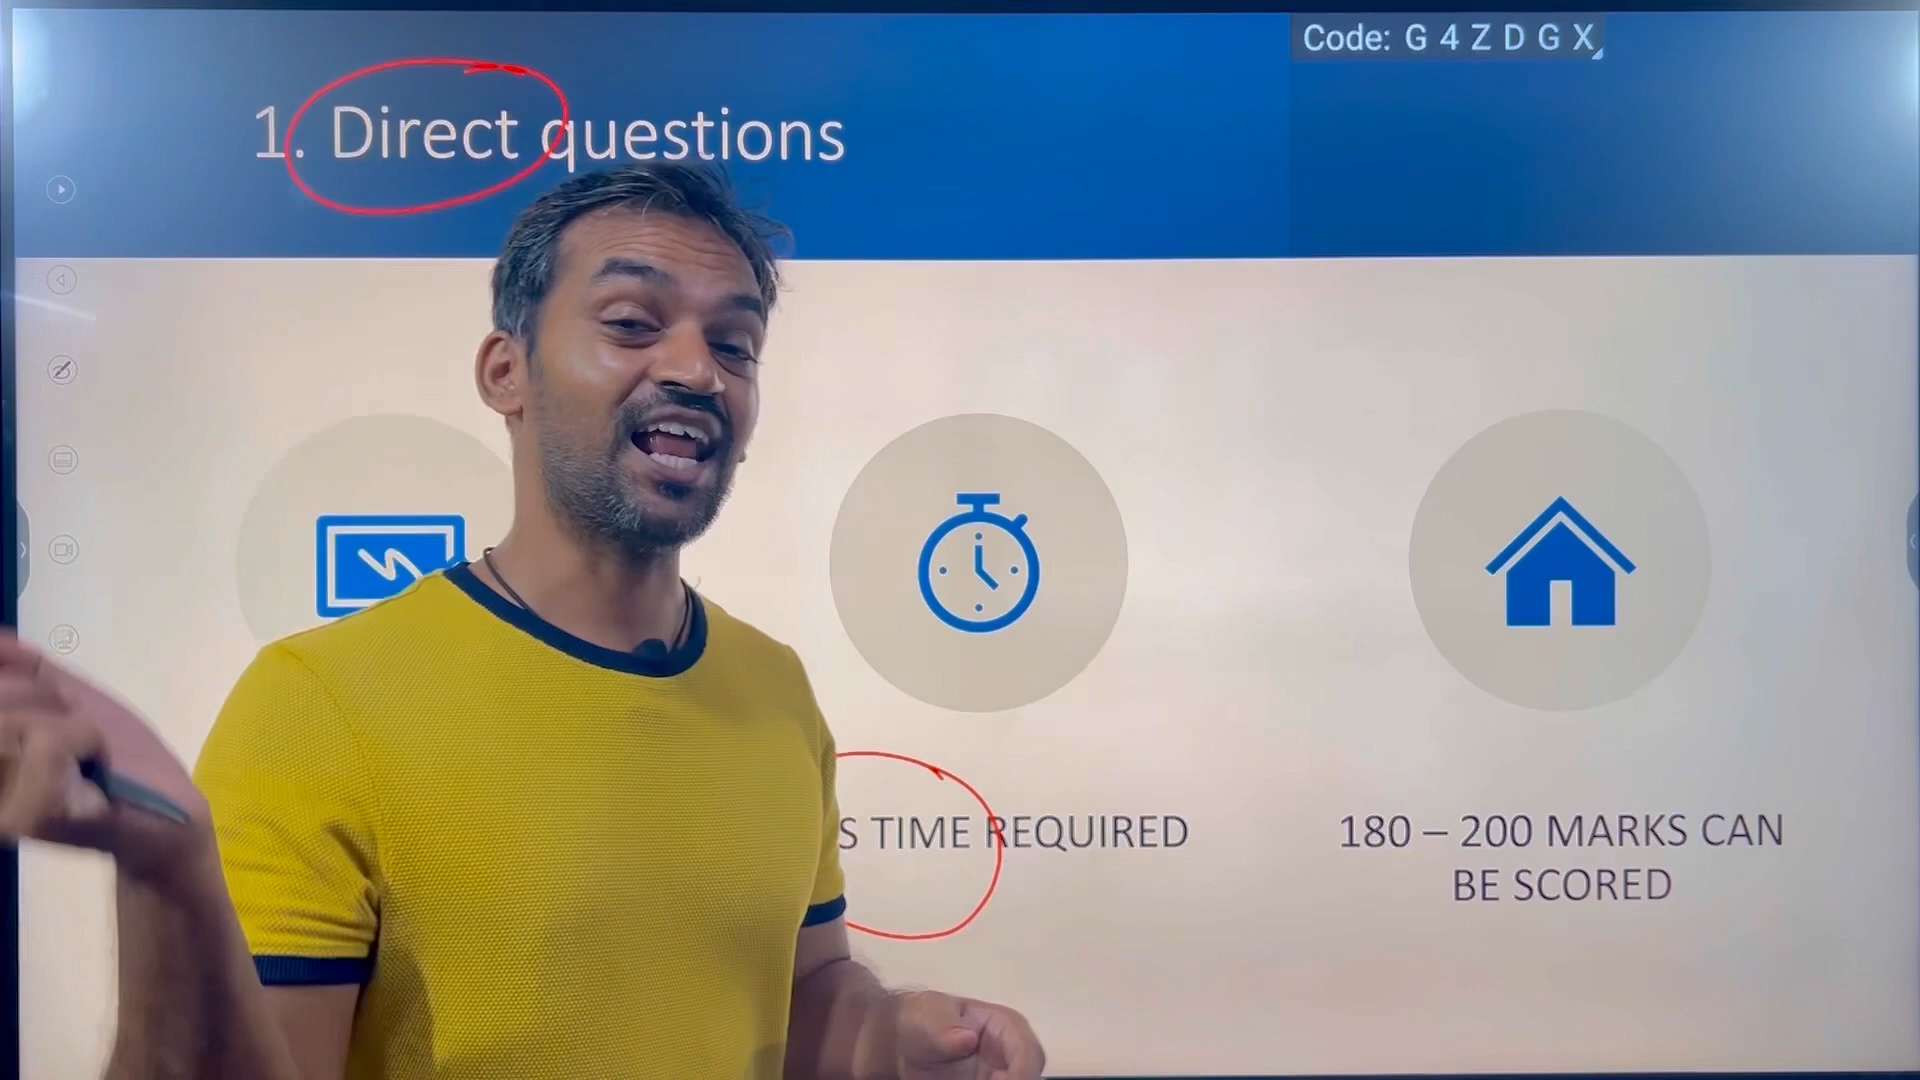 Code: G 4 Z D G X
1. Direct questions
TIME REQUIRED
180 – 200 MARKS CAN
BE SCORED